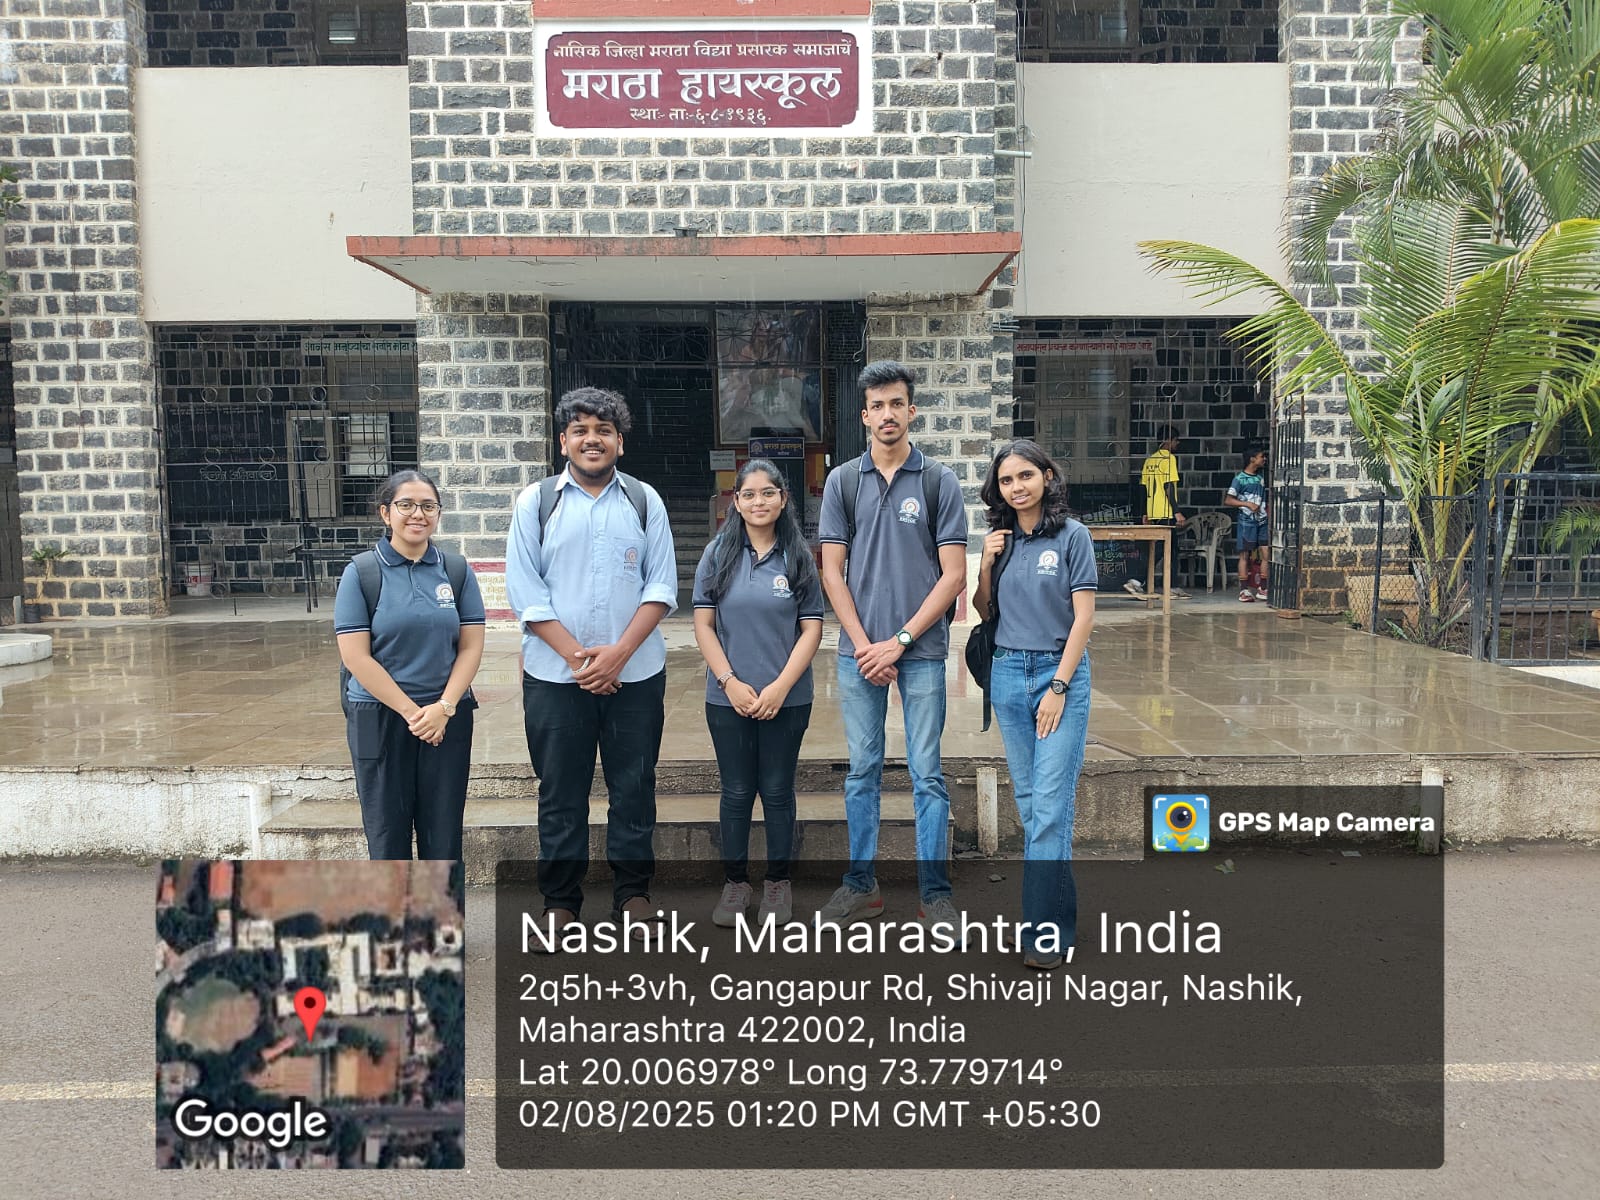 नासिक जिल्हा मराठा विद्या प्रसारक समाजाचे
मराठा हायस्कूल
स्थाः- ताः-६-८-१९३६.
मराठा हायस्कूल
GPS Map Camera
Nashik, Maharashtra, India
2q5h+3vh, Gangapur Rd, Shivaji Nagar, Nashik,
Maharashtra 422002, India
Lat 20.006978° Long 73.779714°
02/08/2025 01:20 PM GMT +05:30
Google